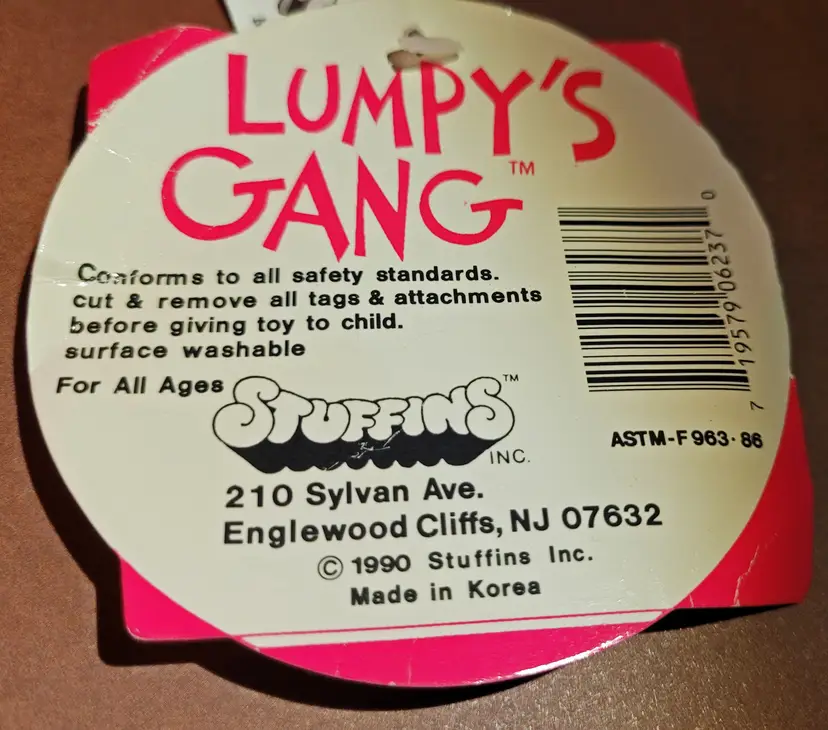 LUMPY'S
GANG™
Conforms to all safety standards.
cut & remove all tags & attachments
before giving toy to child.
surface washable
For All Ages
STUFFINS™
INC.
210 Sylvan Ave.
Englewood Cliffs, NJ 07632
© 1990 Stuffins Inc.
Made in Korea
7 19579 06237 0
ASTM-F 963-86